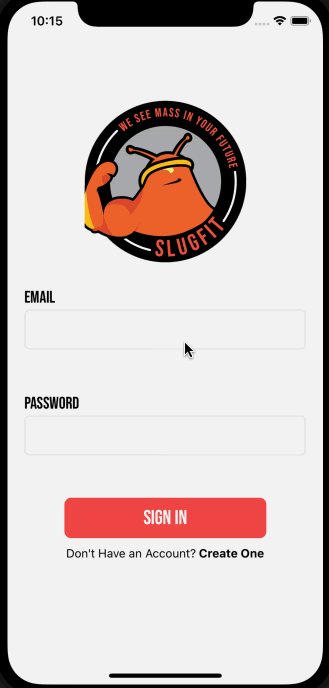 10:15
WE SEE MASS IN YOUR FUTURE
SLUGFIT
EMAIL
PASSWORD
SIGN IN
Don't Have an Account? Create One